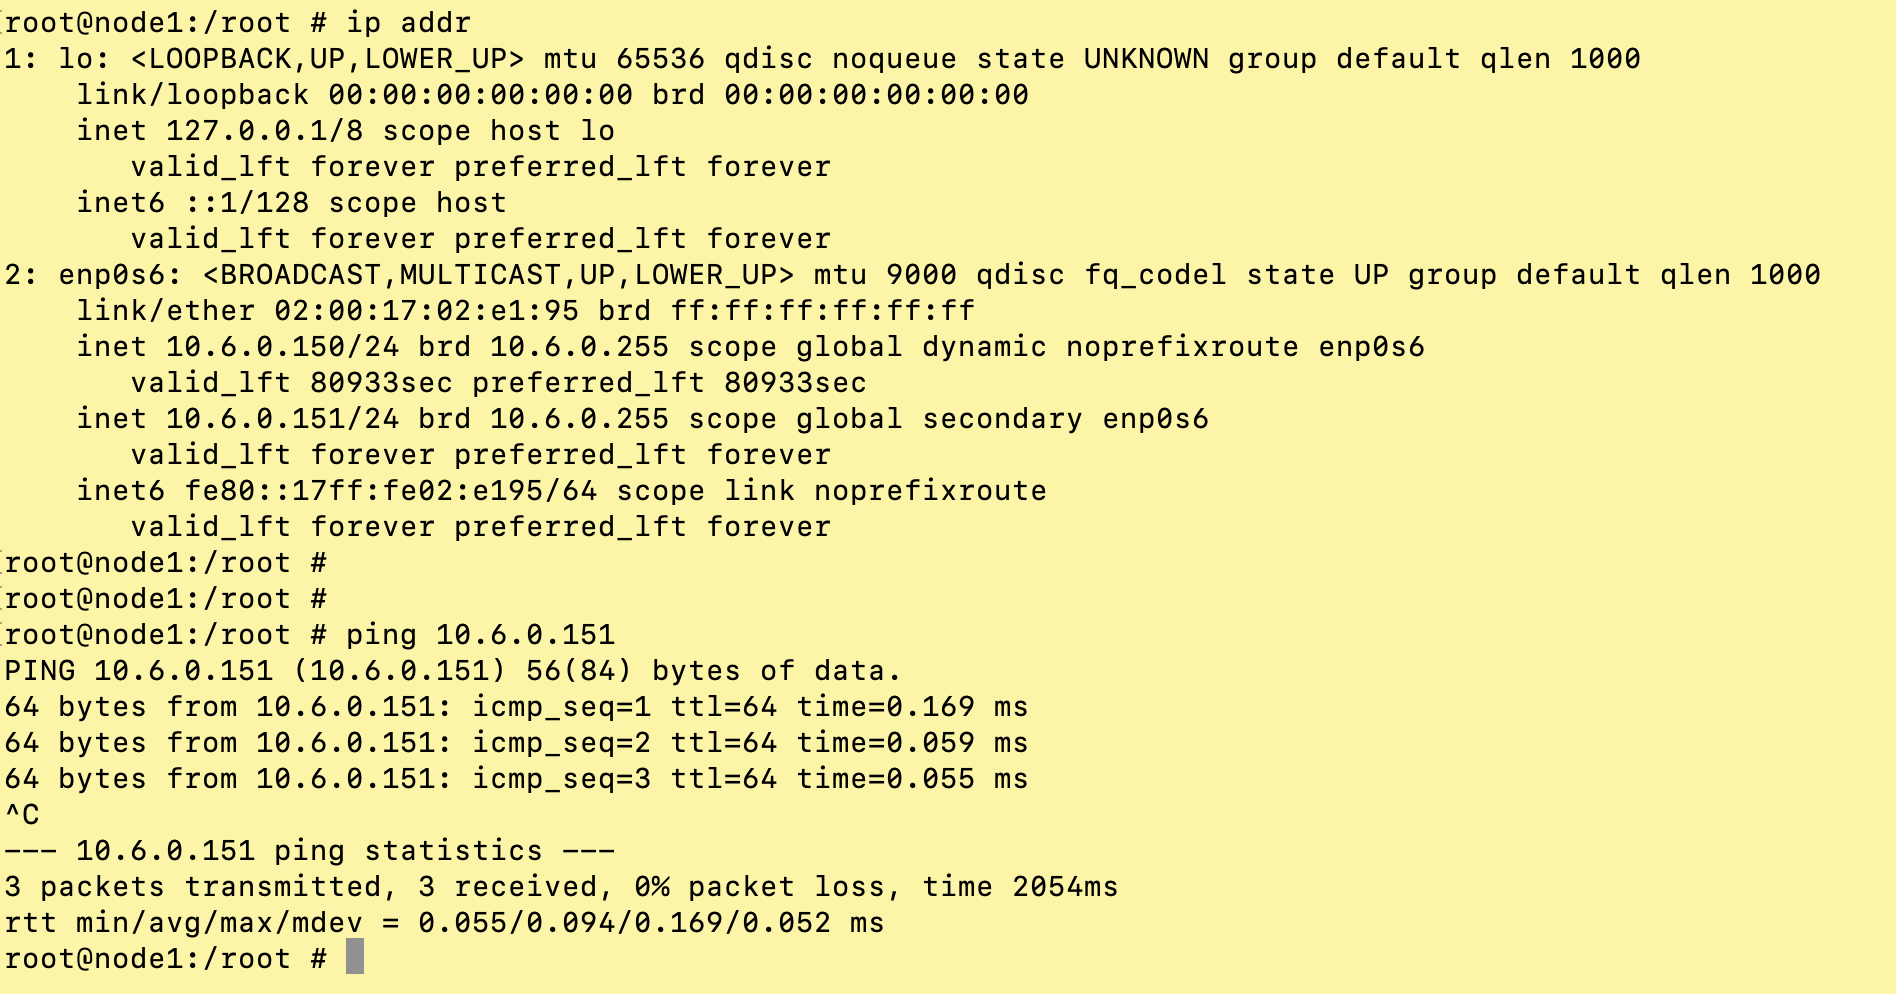 root@node1:/root # ip addr
1: lo: <LOOPBACK,UP,LOWER_UP> mtu 65536 qdisc noqueue state UNKNOWN group default qlen 1000
    link/loopback 00:00:00:00:00:00 brd 00:00:00:00:00:00
    inet 127.0.0.1/8 scope host lo
       valid_lft forever preferred_lft forever
    inet6 ::1/128 scope host
       valid_lft forever preferred_lft forever
2: enp0s6: <BROADCAST,MULTICAST,UP,LOWER_UP> mtu 9000 qdisc fq_codel state UP group default qlen 1000
    link/ether 02:00:17:02:e1:95 brd ff:ff:ff:ff:ff:ff
    inet 10.6.0.150/24 brd 10.6.0.255 scope global dynamic noprefixroute enp0s6
       valid_lft 80933sec preferred_lft 80933sec
    inet 10.6.0.151/24 brd 10.6.0.255 scope global secondary enp0s6
       valid_lft forever preferred_lft forever
    inet6 fe80::17ff:fe02:e195/64 scope link noprefixroute
       valid_lft forever preferred_lft forever
root@node1:/root #
root@node1:/root #
root@node1:/root # ping 10.6.0.151
PING 10.6.0.151 (10.6.0.151) 56(84) bytes of data.
64 bytes from 10.6.0.151: icmp_seq=1 ttl=64 time=0.169 ms
64 bytes from 10.6.0.151: icmp_seq=2 ttl=64 time=0.059 ms
64 bytes from 10.6.0.151: icmp_seq=3 ttl=64 time=0.055 ms
^C
--- 10.6.0.151 ping statistics ---
3 packets transmitted, 3 received, 0% packet loss, time 2054ms
rtt min/avg/max/mdev = 0.055/0.094/0.169/0.052 ms
root@node1:/root #